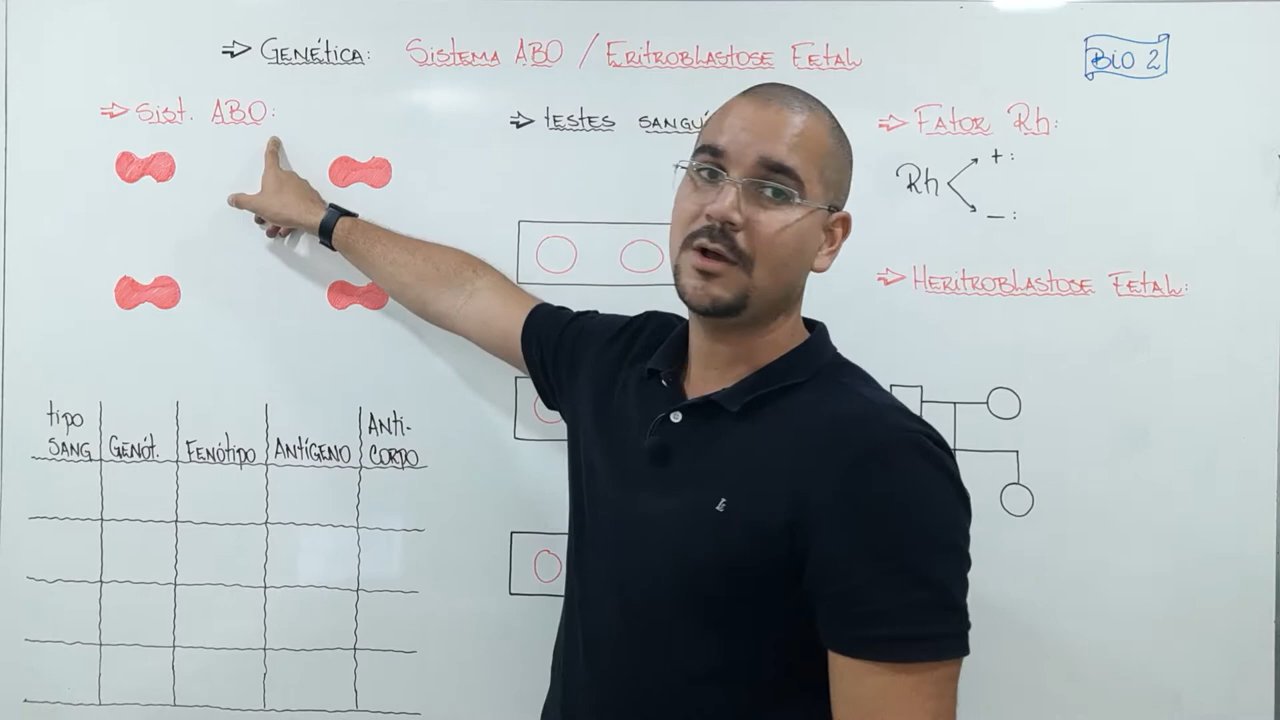 ⇒ GENÉTICA: SISTEMA ABO / ERITROBLASTOSE FETAL
BIO 2
⇒ SIST. ABO:
⇒ TESTES SANGUÍ
⇒ FATOR Rh:
Rh
+:
-:
⇒ HERITROBLASTOSE FETAL:
TIPO SANG
GENÓT.
FENÓTIPO
ANTÍGENO
ANTI-
CORPO